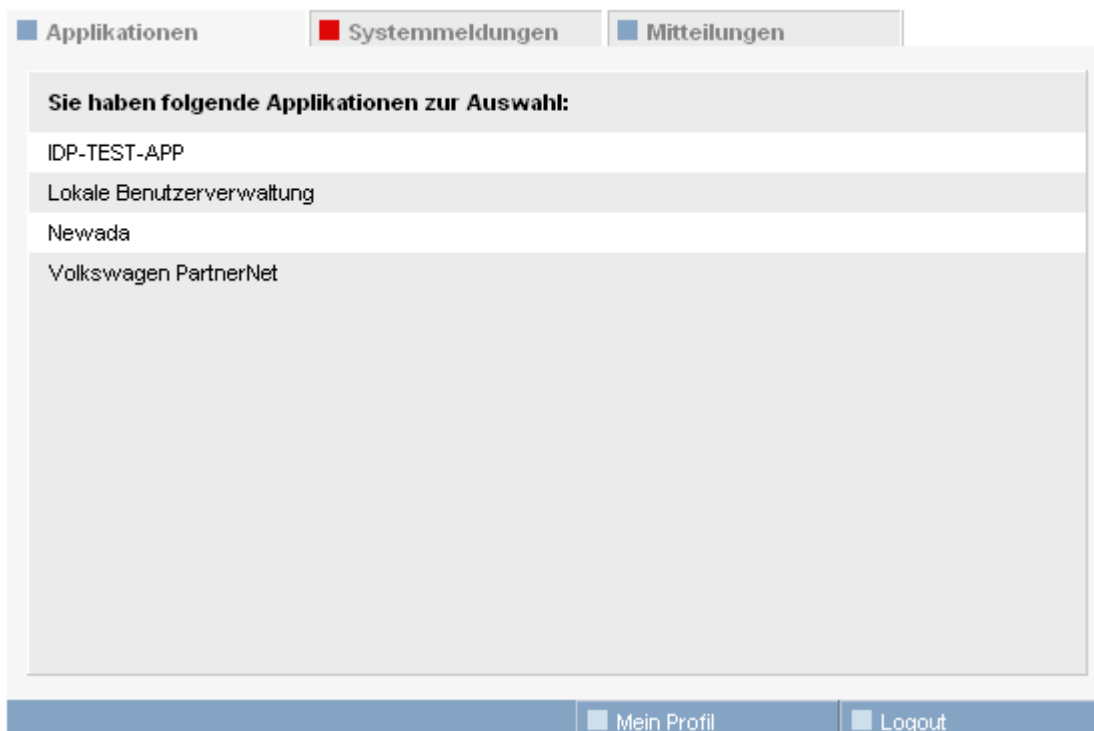 Applikationen
Systemmeldungen
Mitteilungen
Sie haben folgende Applikationen zur Auswahl:
IDP-TEST-APP
Lokale Benutzerverwaltung
Newada
Volkswagen PartnerNet
Mein Profil
Logout